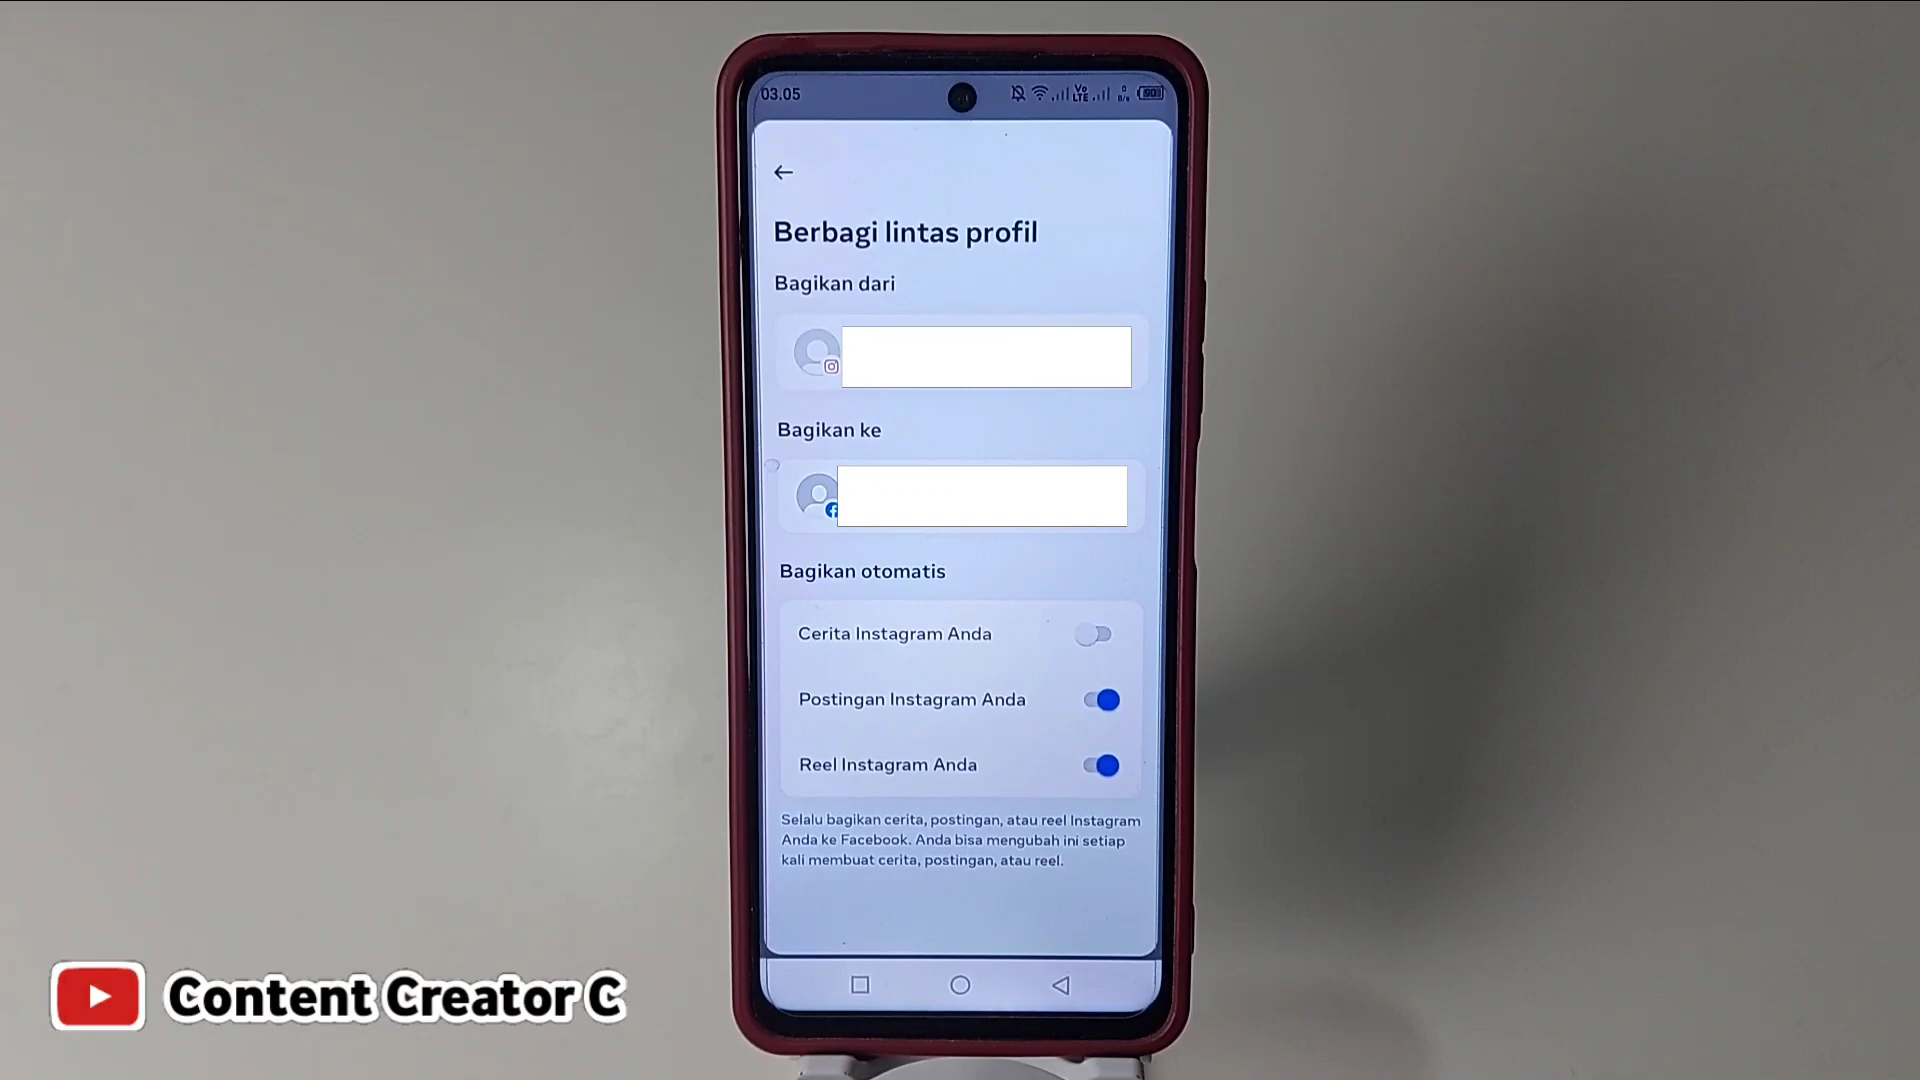 03.05
Berbagi lintas profil
Bagikan dari
Bagikan ke
Bagikan otomatis
Cerita Instagram Anda
Postingan Instagram Anda
Reel Instagram Anda
Selalu bagikan cerita, postingan, atau reel Instagram
Anda ke Facebook. Anda bisa mengubah ini setiap
kali membuat cerita, postingan, atau reel.
Content Creator C